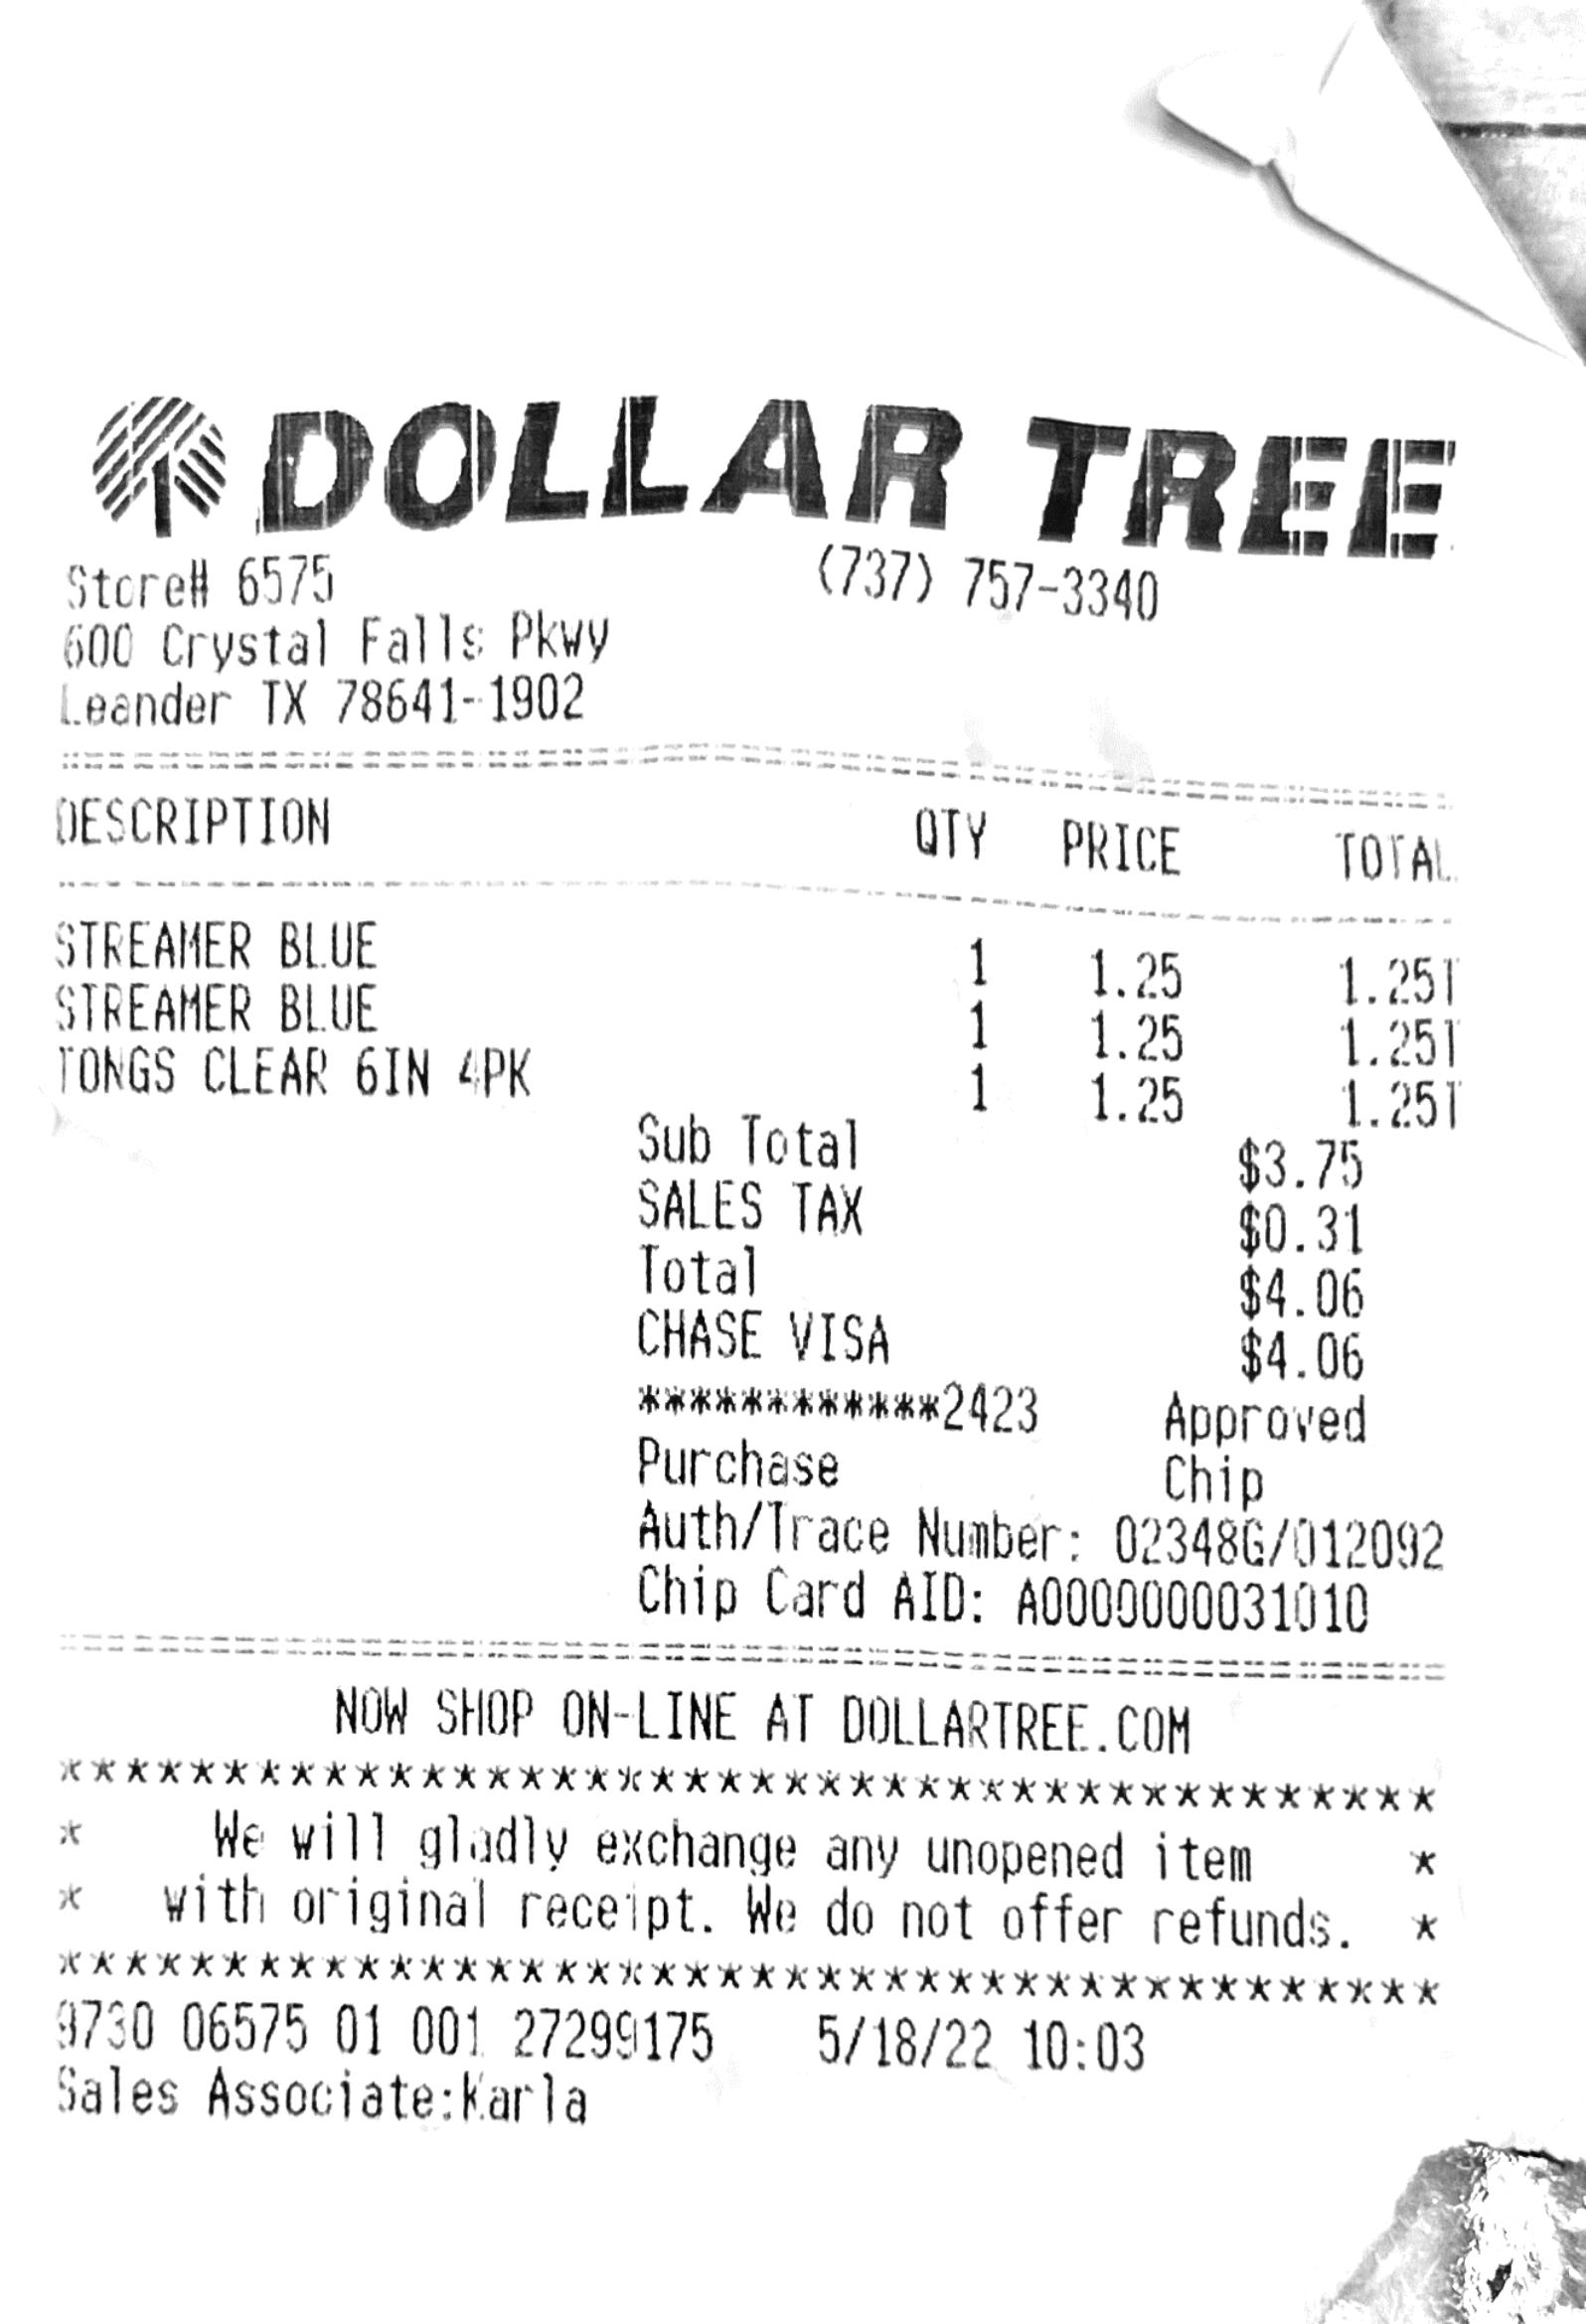 DOLLAR TREE
Store# 6575 (737) 757-3340
600 Crystal Falls Pkwy
Leander TX 78641-1902
DESCRIPTION QTY PRICE TOTAL
STREAMER BLUE 1 1.25 1.25T
STREAMER BLUE 1 1.25 1.25T
TONGS CLEAR 6IN 4PK 1 1.25 1.25T
Sub Total $3.75
SALES TAX $0.31
Total $4.06
CHASE VISA $4.06
************2423 Approved
Purchase Chip
Auth/Trace Number: 02348G/012092
Chip Card AID: A0000000031010
NOW SHOP ON-LINE AT DOLLARTREE.COM
******************************************
* We will gladly exchange any unopened item *
* with original receipt. We do not offer refunds. *
******************************************
9730 06575 01 001 27299175 5/18/22 10:03
Sales Associate:Karla